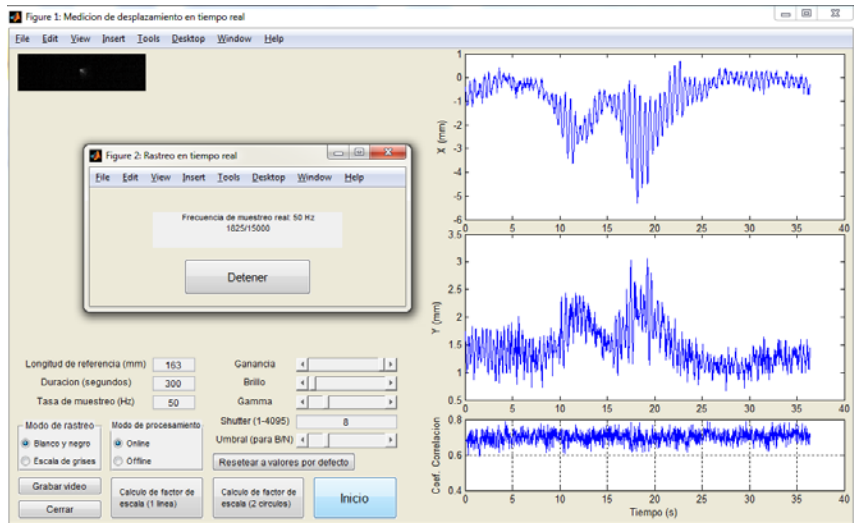 Figure 1: Medicion de desplazamiento en tiempo real
File Edit View Insert Tools Desktop Window Help
Figure 2: Rastreo en tiempo real
File Edit View Insert Tools Desktop Window Help
Frecuencia de muestreo real: 50 Hz
1825/15000
Detener
Longitud de referencia (mm) 163
Duracion (segundos) 300
Tasa de muestreo (Hz) 50
Ganancia
Brillo
Gamma
Shutter (1-4095) 8
Umbral (para B/N)
Modo de rastreo
Blanco y negro
Escala de grises
Modo de procesamiento
Online
Offline
Resetear a valores por defecto
Grabar video
Cerrar
Calculo de factor de
escala (1 linea)
Calculo de factor de
escala (2 circulos)
Inicio
X (mm)
1
0
-1
-2
-3
-4
-5
-6
0 5 10 15 20 25 30 35 40
Y (mm)
3.5
3
2.5
2
1.5
1
0.5
0 5 10 15 20 25 30 35 40
Coef. Correlacion
0.8
0.6
0.4
0 5 10 15 20 25 30 35 40
Tiempo (s)